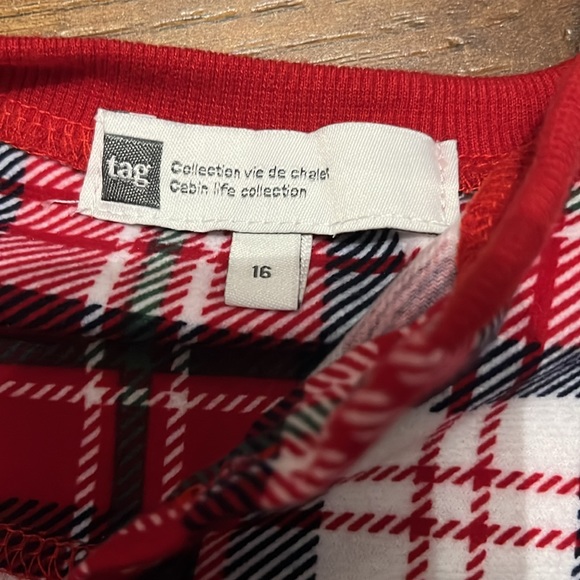 tag
Collection vie de chalet
Cabin life collection
16